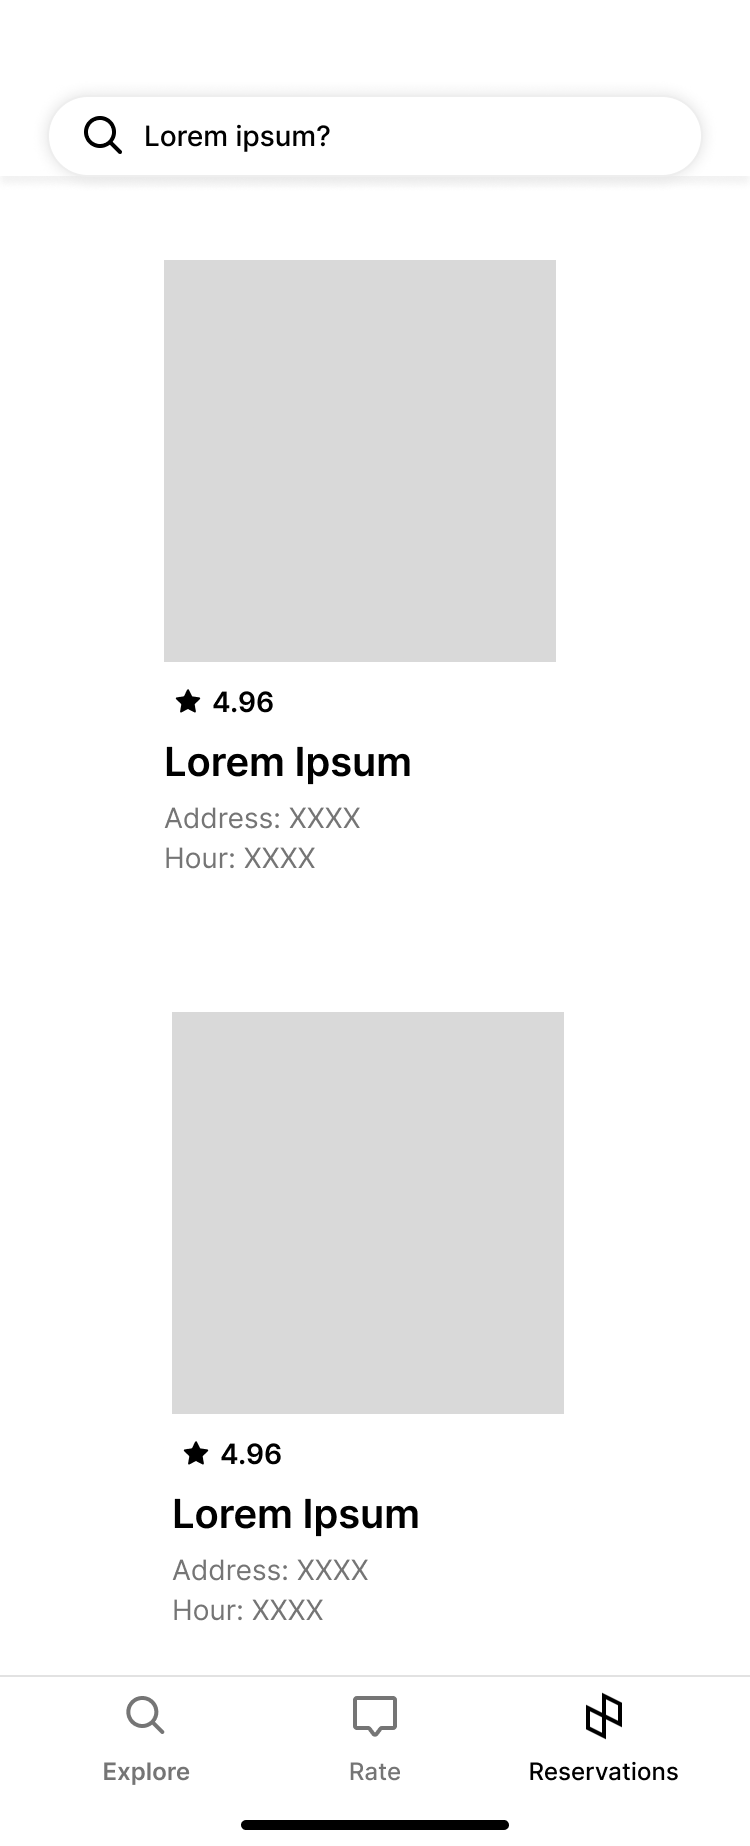 Lorem ipsum?
4.96
Lorem Ipsum
Address: XXXX
Hour: XXXX
4.96
Lorem Ipsum
Address: XXXX
Hour: XXXX
Explore
Rate
Reservations